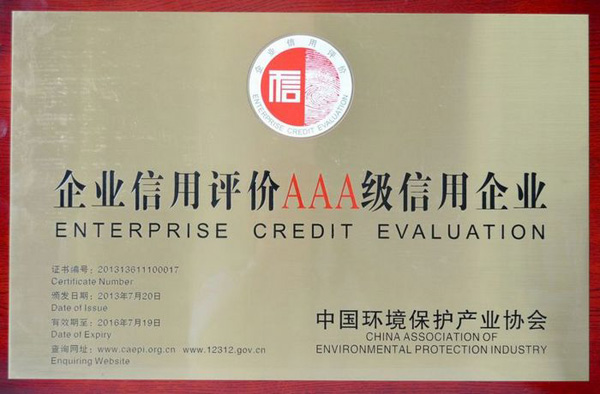 企业信用评价
信
ENTERPRISE CREDIT EVALUATION
企业信用评价AAA级信用企业
ENTERPRISE CREDIT EVALUATION
证书编号：201313611100017
Certificate Number
颁发日期：2013年7月20日
Date of Issue
有效期至：2016年7月19日
Date of Expiry
查询网址：www.caepi.org.cn www.12312.gov.cn
Enquiring Website
中国环境保护产业协会
CHINA ASSOCIATION OF
ENVIRONMENTAL PROTECTION INDUSTRY